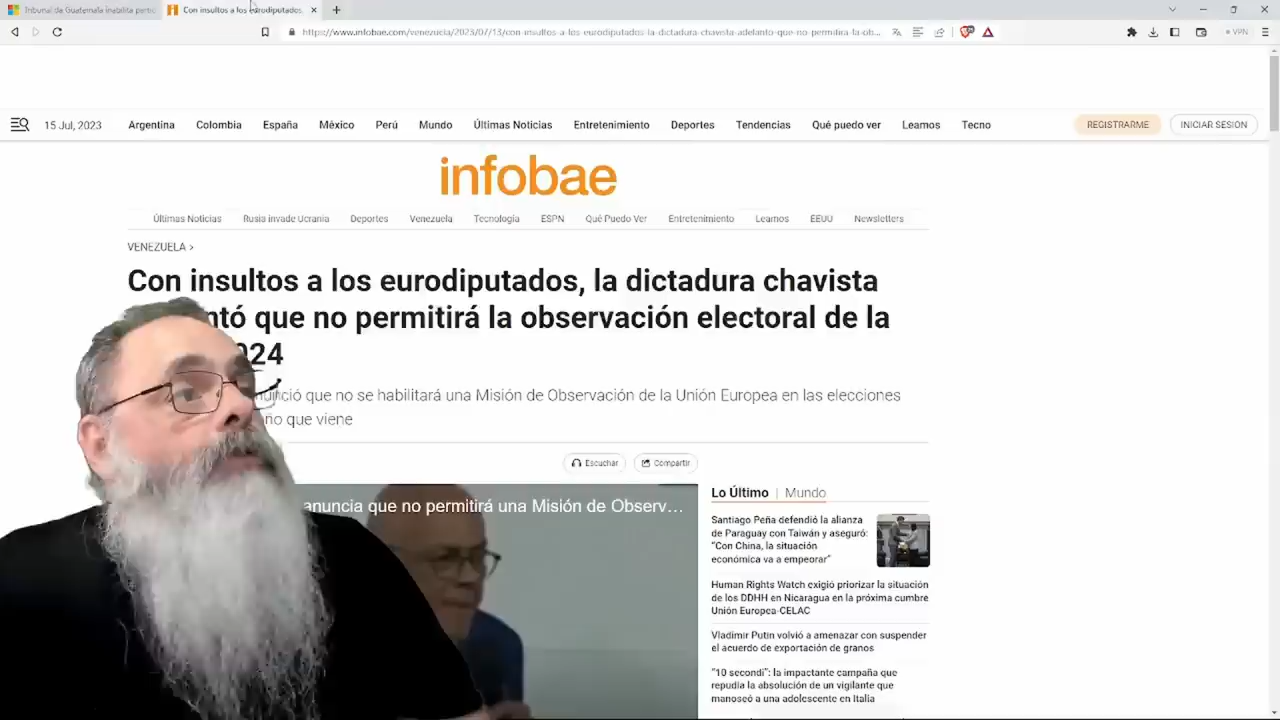 Tribunal de Guatemala inabilita partid
Con insultos a los eurodiputados,
https://www.infobae.com/venezuela/2023/07/13/con-insultos-a-los-eurodiputados-la-dictadura-chavista-adelanto-que-no-permitira-la-ob...
VPN
15 Jul, 2023
Argentina
Colombia
España
México
Perú
Mundo
Últimas Noticias
Entretenimiento
Deportes
Tendencias
Qué puedo ver
Leamos
Tecno
REGISTRARME
INICIAR SESIÓN
infobae
Últimas Noticias
Rusia invade Ucrania
Deportes
Venezuela
Tecnología
ESPN
Qué Puedo Ver
Entretenimiento
Leamos
EEUU
Newsletters
VENEZUELA >
Con insultos a los eurodiputados, la dictadura chavista
ntó que no permitirá la observación electoral de la
024
nunció que no se habilitará una Misión de Observación de la Unión Europea en las elecciones
ño que viene
Escuchar
Compartir
anuncia que no permitirá una Misión de Observ...
Lo Último | Mundo
Santiago Peña defendió la alianza
de Paraguay con Taiwán y aseguró:
"Con China, la situación
económica va a empeorar"
Human Rights Watch exigió priorizar la situación
de los DDHH en Nicaragua en la próxima cumbre
Unión Europea-CELAC
Vladimir Putin volvió a amenazar con suspender
el acuerdo de exportación de granos
"10 secondi": la impactante campaña que
repudia la absolución de un vigilante que
manoseó a una adolescente en Italia